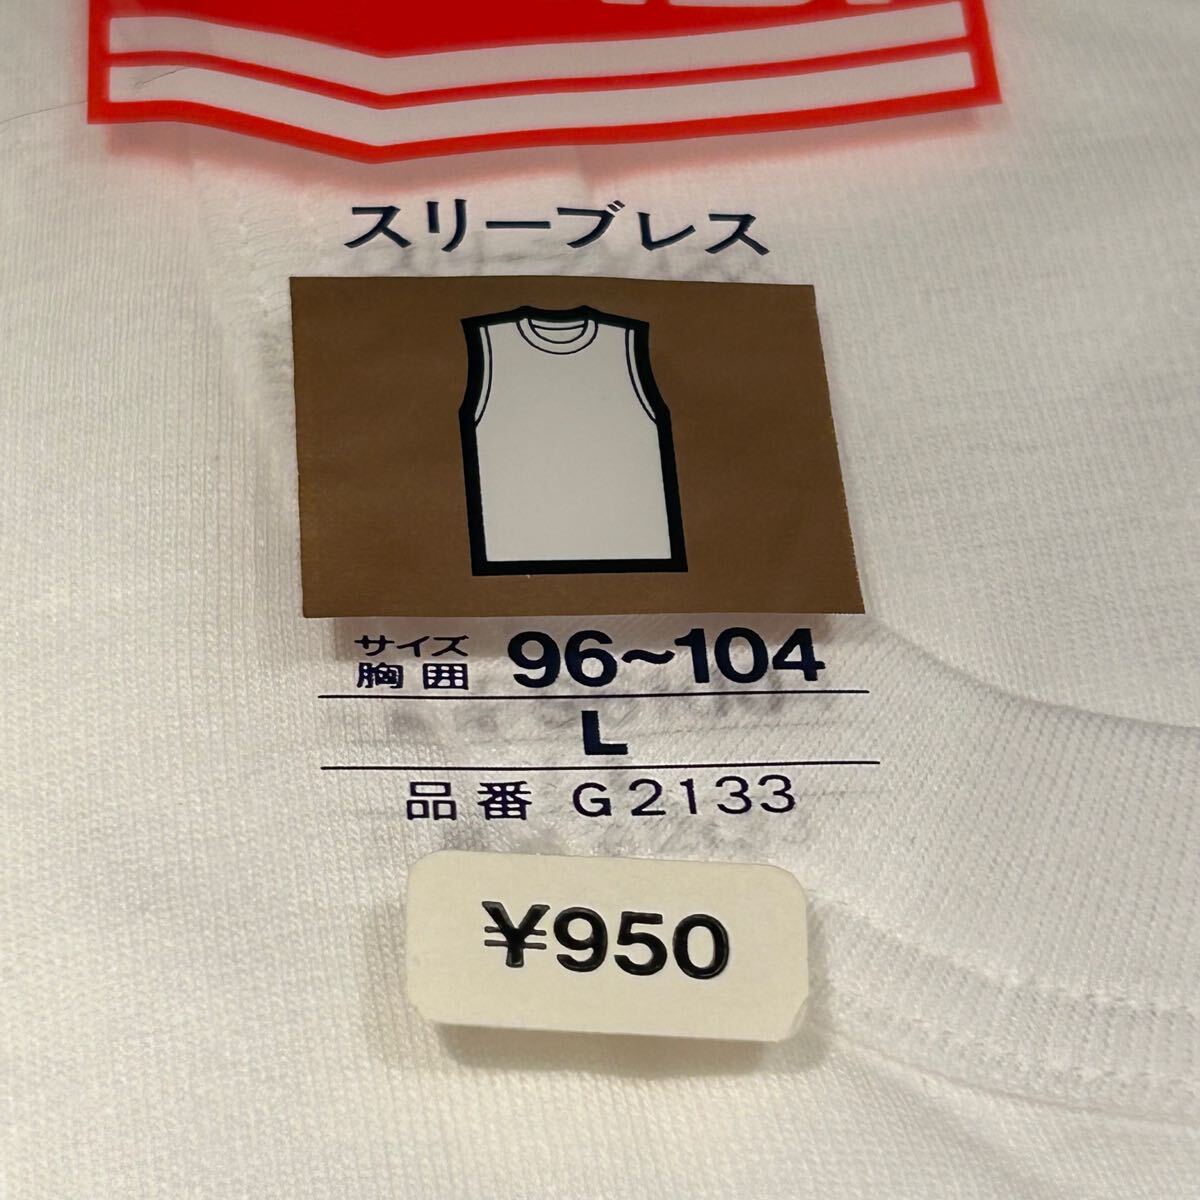 スリーブレス
サイズ
胸囲 96~104
L
品番 G2133
¥950